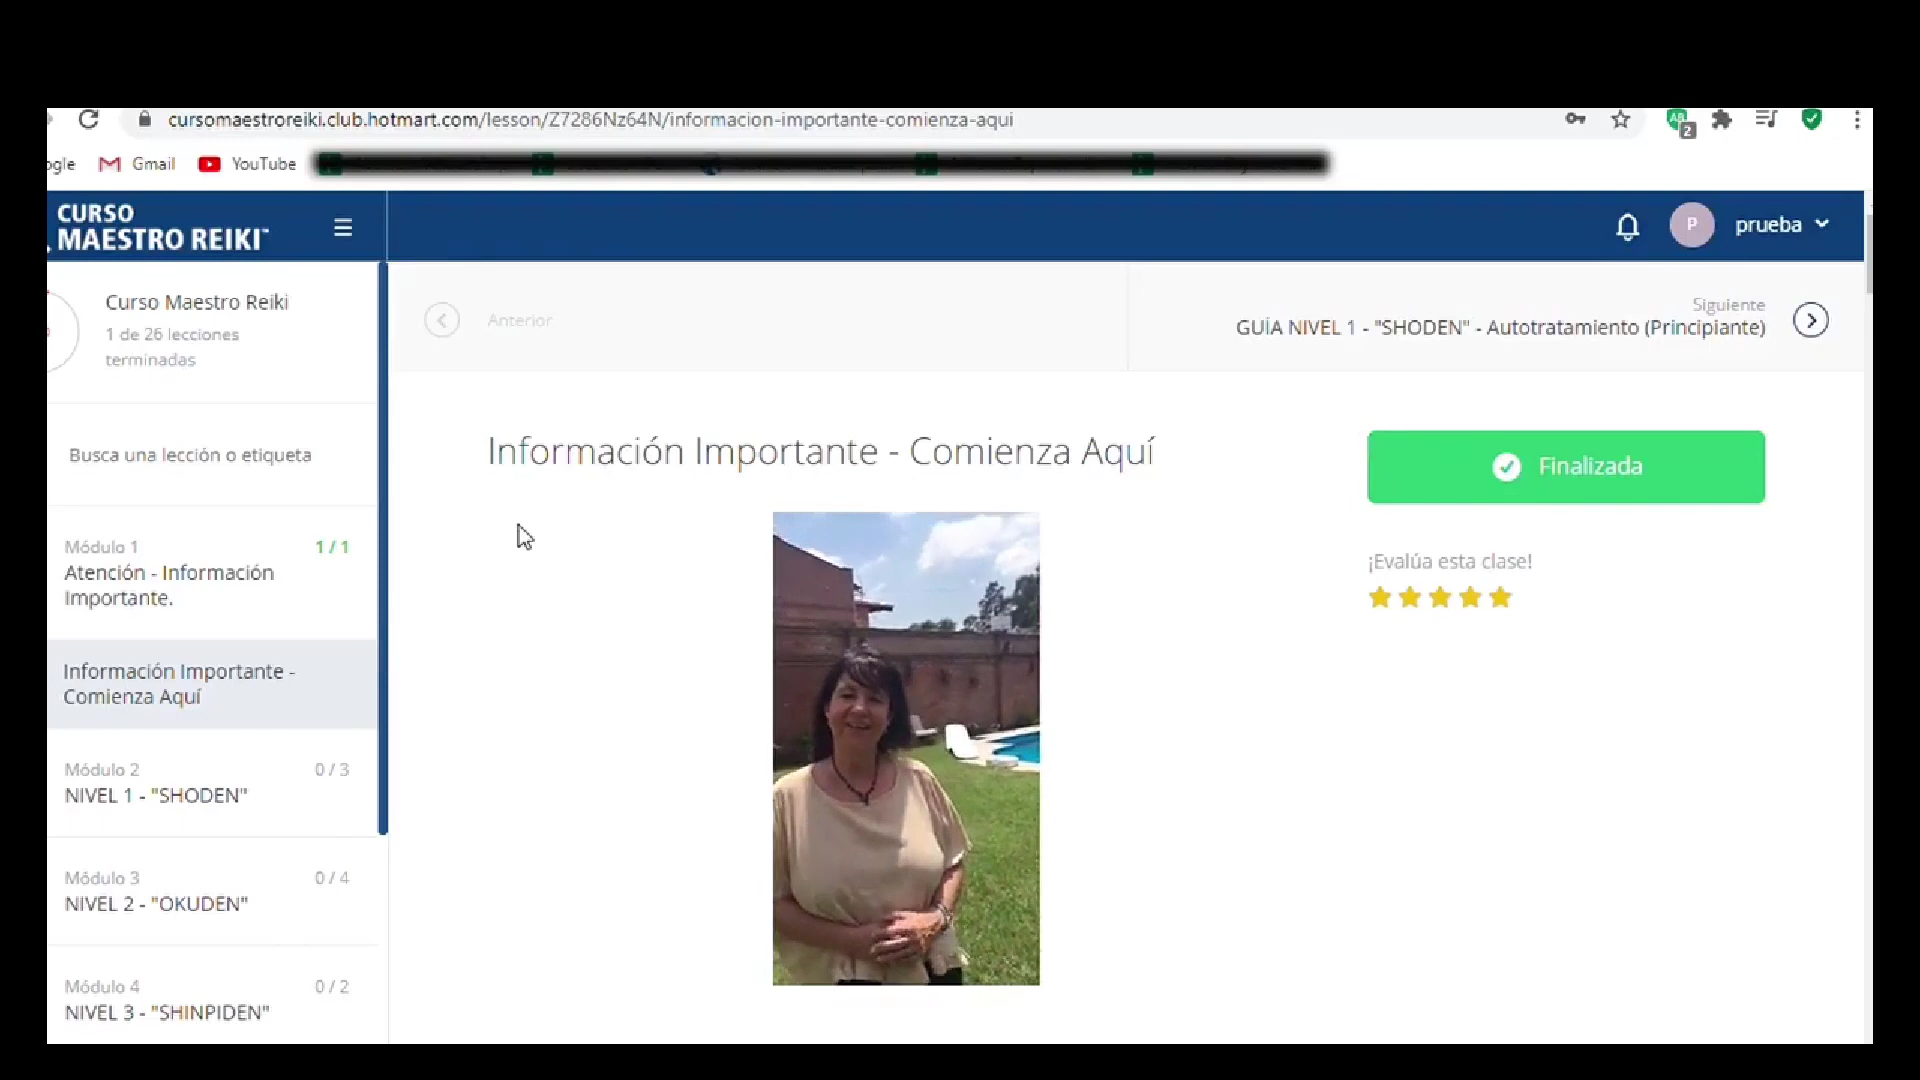 cursomaestroreiki.club.hotmart.com/lesson/Z7286Nz64N/informacion-importante-comienza-aqui
2
ogle
Gmail
YouTube
CURSO
MAESTRO REIKI
P
prueba
Curso Maestro Reiki
1 de 26 lecciones
terminadas
Anterior
Siguiente
GUÍA NIVEL 1 - "SHODEN" - Autotratamiento (Principiante)
Busca una lección o etiqueta
Información Importante - Comienza Aquí
Finalizada
¡Evalúa esta clase!
Módulo 1
1 / 1
Atención - Información
Importante.
Información Importante -
Comienza Aquí
Módulo 2
0 / 3
NIVEL 1 - "SHODEN"
Módulo 3
0 / 4
NIVEL 2 - "OKUDEN"
Módulo 4
0 / 2
NIVEL 3 - "SHINPIDEN"